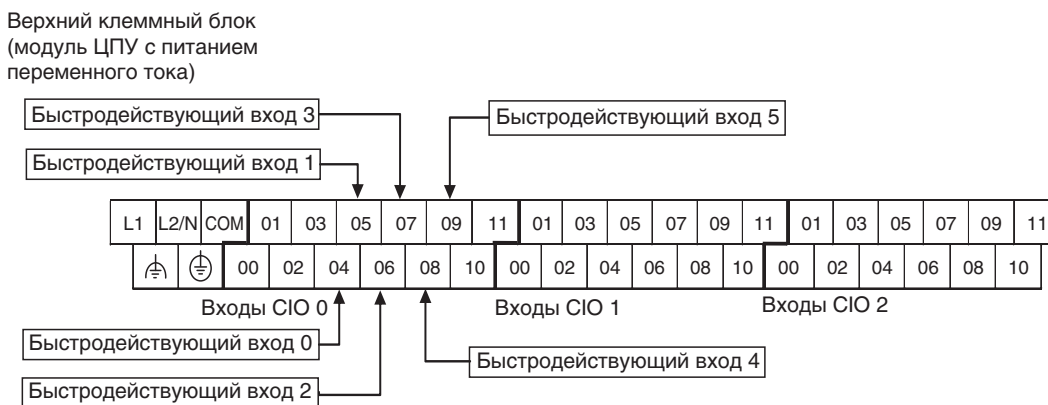 Верхний клеммный блок
(модуль ЦПУ с питанием
переменного тока)
Быстродействующий вход 3
Быстродействующий вход 5
Быстродействующий вход 1
L1 L2/N COM 01 03 05 07 09 11 01 03 05 07 09 11 01 03 05 07 09 11
00 02 04 06 08 10 00 02 04 06 08 10 00 02 04 06 08 10
Входы CIO 0 Входы CIO 1 Входы CIO 2
Быстродействующий вход 0
Быстродействующий вход 4
Быстродействующий вход 2